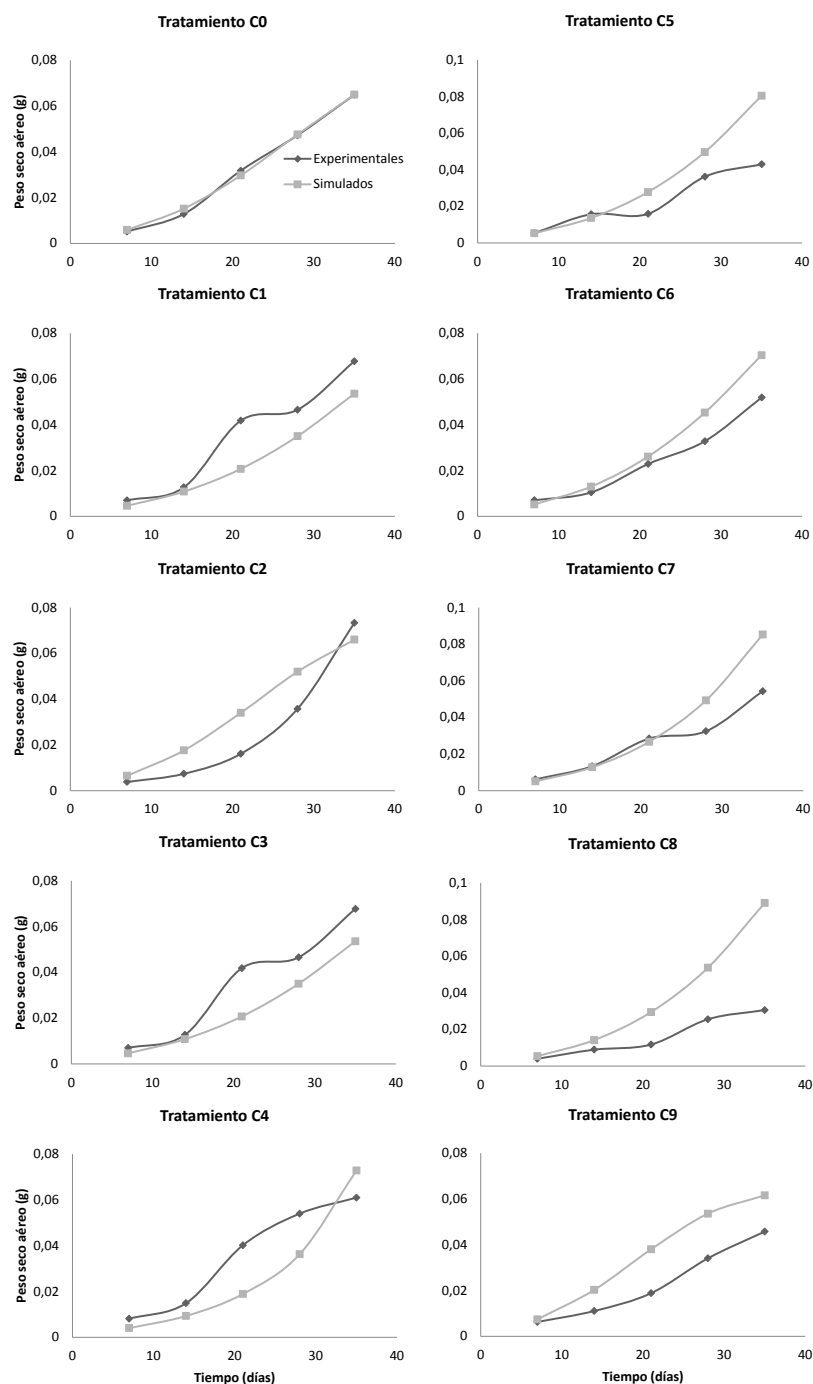 Tratamiento C0
Peso seco aéreo (g)
0,08
0,06
0,04
0,02
0
0 10 20 30 40
Experimentales
Simulados
Tratamiento C5
0,1
0,08
0,06
0,04
0,02
0
0 10 20 30 40
Tratamiento C1
Peso seco aéreo (g)
0,08
0,06
0,04
0,02
0
0 10 20 30 40
Tratamiento C6
0,08
0,06
0,04
0,02
0
0 10 20 30 40
Tratamiento C2
Peso seco aéreo (g)
0,08
0,06
0,04
0,02
0
0 10 20 30 40
Tratamiento C7
0,1
0,08
0,06
0,04
0,02
0
0 10 20 30 40
Tratamiento C3
Peso seco aéreo (g)
0,08
0,06
0,04
0,02
0
0 10 20 30 40
Tratamiento C8
0,1
0,08
0,06
0,04
0,02
0
0 10 20 30 40
Tratamiento C4
Peso seco aéreo (g)
0,08
0,06
0,04
0,02
0
0 10 20 30 40
Tiempo (días)
Tratamiento C9
0,08
0,06
0,04
0,02
0
0 10 20 30 40
Tiempo (días)